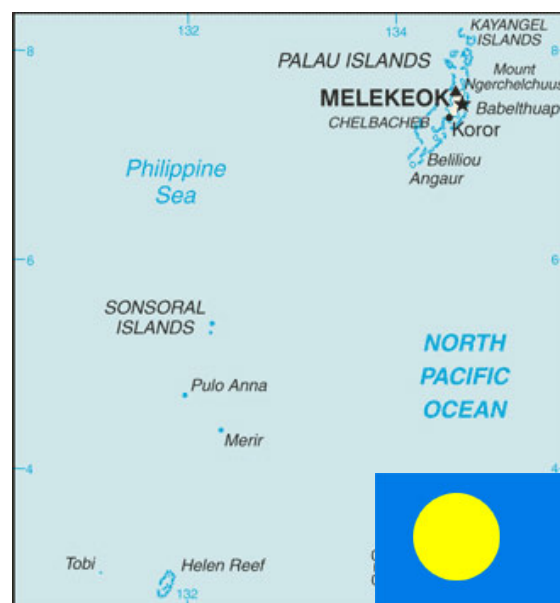 132
134
8
8
KAYANGEL
ISLANDS
PALAU ISLANDS
Mount
Ngerchelchuus
MELEKEOK
Babelthuap
CHELBACHEB
Koror
Beliliou
Angaur
Philippine
Sea
6
6
SONSORAL
ISLANDS
NORTH
PACIFIC
OCEAN
Pulo Anna
Merir
4
4
Tobi
Helen Reef
132